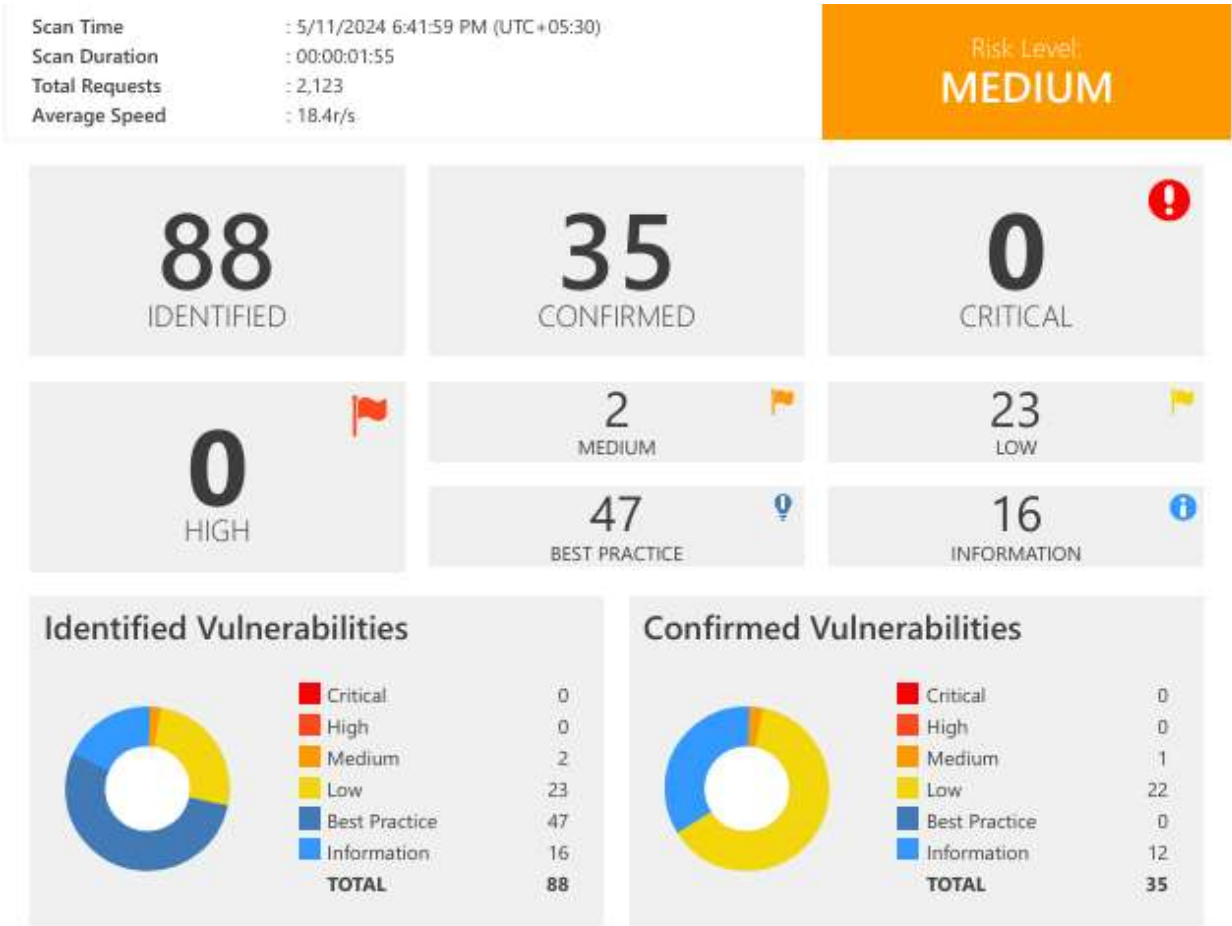 Scan Time : 5/11/2024 6:41:59 PM (UTC+05:30)
Scan Duration : 00:00:01:55
Total Requests : 2,123
Average Speed : 18.4r/s
Risk Level:
MEDIUM
88
IDENTIFIED
35
CONFIRMED
0
CRITICAL
0
HIGH
2
MEDIUM
23
LOW
47
BEST PRACTICE
16
INFORMATION
Identified Vulnerabilities
Critical 0
High 0
Medium 2
Low 23
Best Practice 47
Information 16
TOTAL 88
Confirmed Vulnerabilities
Critical 0
High 0
Medium 1
Low 22
Best Practice 0
Information 12
TOTAL 35